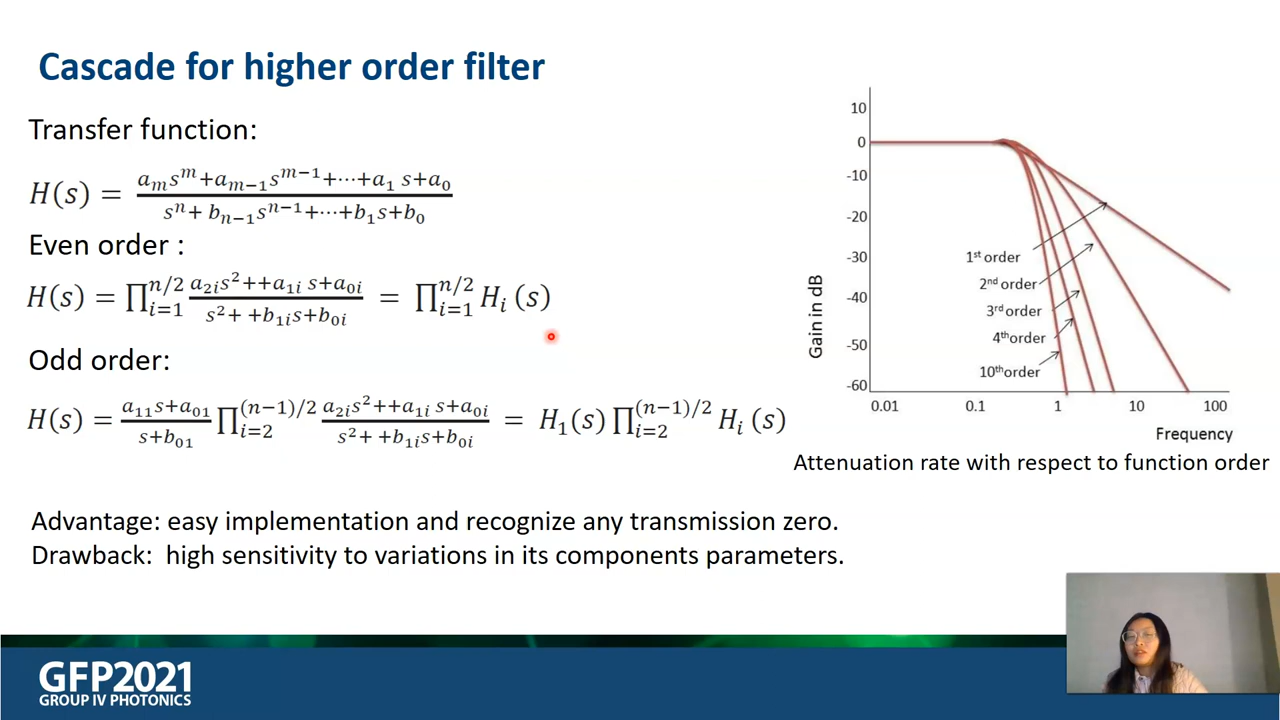 Cascade for higher order filter
Transfer function:
H(s) = (a_m s^m + a_{m−1} s^{m−1} + ⋯ + a_1 s + a_0) / (s^n + b_{n−1} s^{n−1} + ⋯ + b_1 s + b_0)
Even order :
H(s) = ∏_{i=1}^{n/2} (a_{2i} s^2 + + a_{1i} s + a_{0i}) / (s^2 + + b_{1i} s + b_{0i}) = ∏_{i=1}^{n/2} H_i (s)
Odd order:
H(s) = (a_{11} s + a_{01}) / (s + b_{01}) ∏_{i=2}^{(n−1)/2} (a_{2i} s^2 + + a_{1i} s + a_{0i}) / (s^2 + + b_{1i} s + b_{0i}) = H_1(s) ∏_{i=2}^{(n−1)/2} H_i (s)
Advantage: easy implementation and recognize any transmission zero.
Drawback: high sensitivity to variations in its components parameters.
Gain in dB
10
0
-10
-20
-30
-40
-50
-60
1st order
2nd order
3rd order
4th order
10th order
0.01 0.1 1 10 100
Frequency
Attenuation rate with respect to function order
GFP2021
GROUP IV PHOTONICS